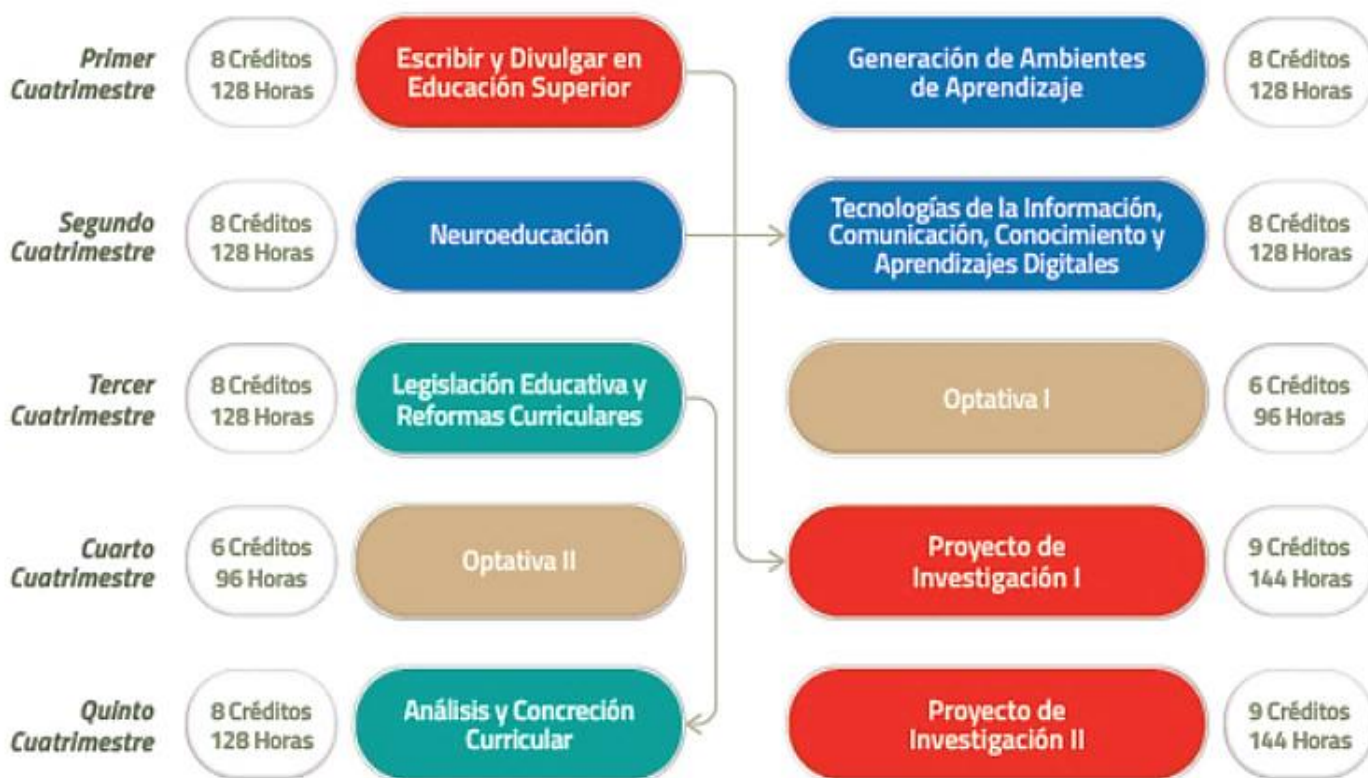 Primer
Cuatrimestre
8 Créditos
128 Horas
Escribir y Divulgar en
Educación Superior
Generación de Ambientes
de Aprendizaje
8 Créditos
128 Horas
Segundo
Cuatrimestre
8 Créditos
128 Horas
Neuroeducación
Tecnologías de la Información,
Comunicación, Conocimiento y
Aprendizajes Digitales
8 Créditos
128 Horas
Tercer
Cuatrimestre
8 Créditos
128 Horas
Legislación Educativa y
Reformas Curriculares
Optativa I
6 Créditos
96 Horas
Cuarto
Cuatrimestre
6 Créditos
96 Horas
Optativa II
Proyecto de
Investigación I
9 Créditos
144 Horas
Quinto
Cuatrimestre
8 Créditos
128 Horas
Análisis y Concreción
Curricular
Proyecto de
Investigación II
9 Créditos
144 Horas